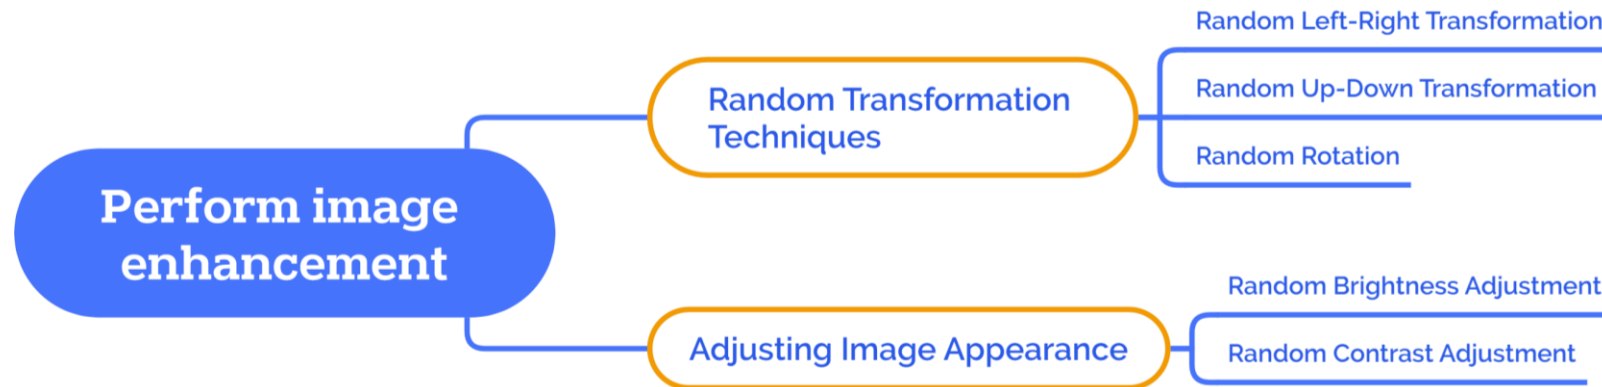 Perform image
enhancement
Random Transformation
Techniques
Random Left-Right Transformation
Random Up-Down Transformation
Random Rotation
Adjusting Image Appearance
Random Brightness Adjustment
Random Contrast Adjustment